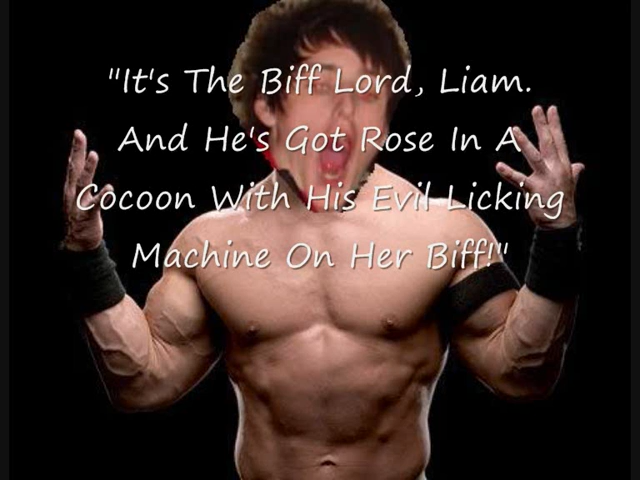 "It's The Biff Lord, Liam.
And He's Got Rose In A
Cocoon With His Evil Licking
Machine On Her Biff!"